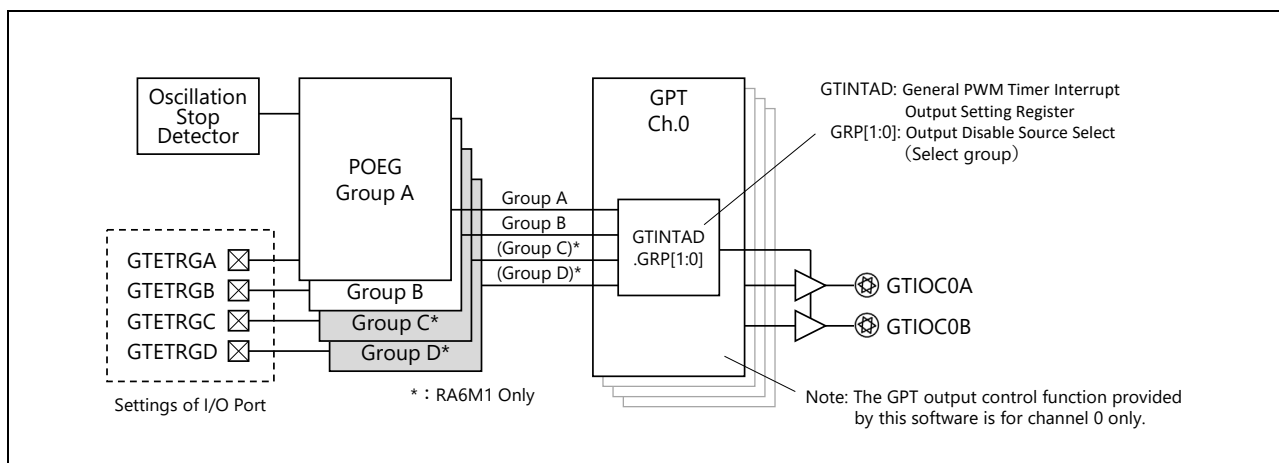 Oscillation
Stop
Detector
POEG
Group A
Group B
Group C*
Group D*
GTETRGA
GTETRGB
GTETRGC
GTETRGD
Settings of I/O Port
* : RA6M1 Only
Group A
Group B
(Group C)*
(Group D)*
GPT
Ch.0
GTINTAD
.GRP[1:0]
GTINTAD: General PWM Timer Interrupt
Output Setting Register
GRP[1:0]: Output Disable Source Select
(Select group)
GTIOC0A
GTIOC0B
Note: The GPT output control function provided
by this software is for channel 0 only.